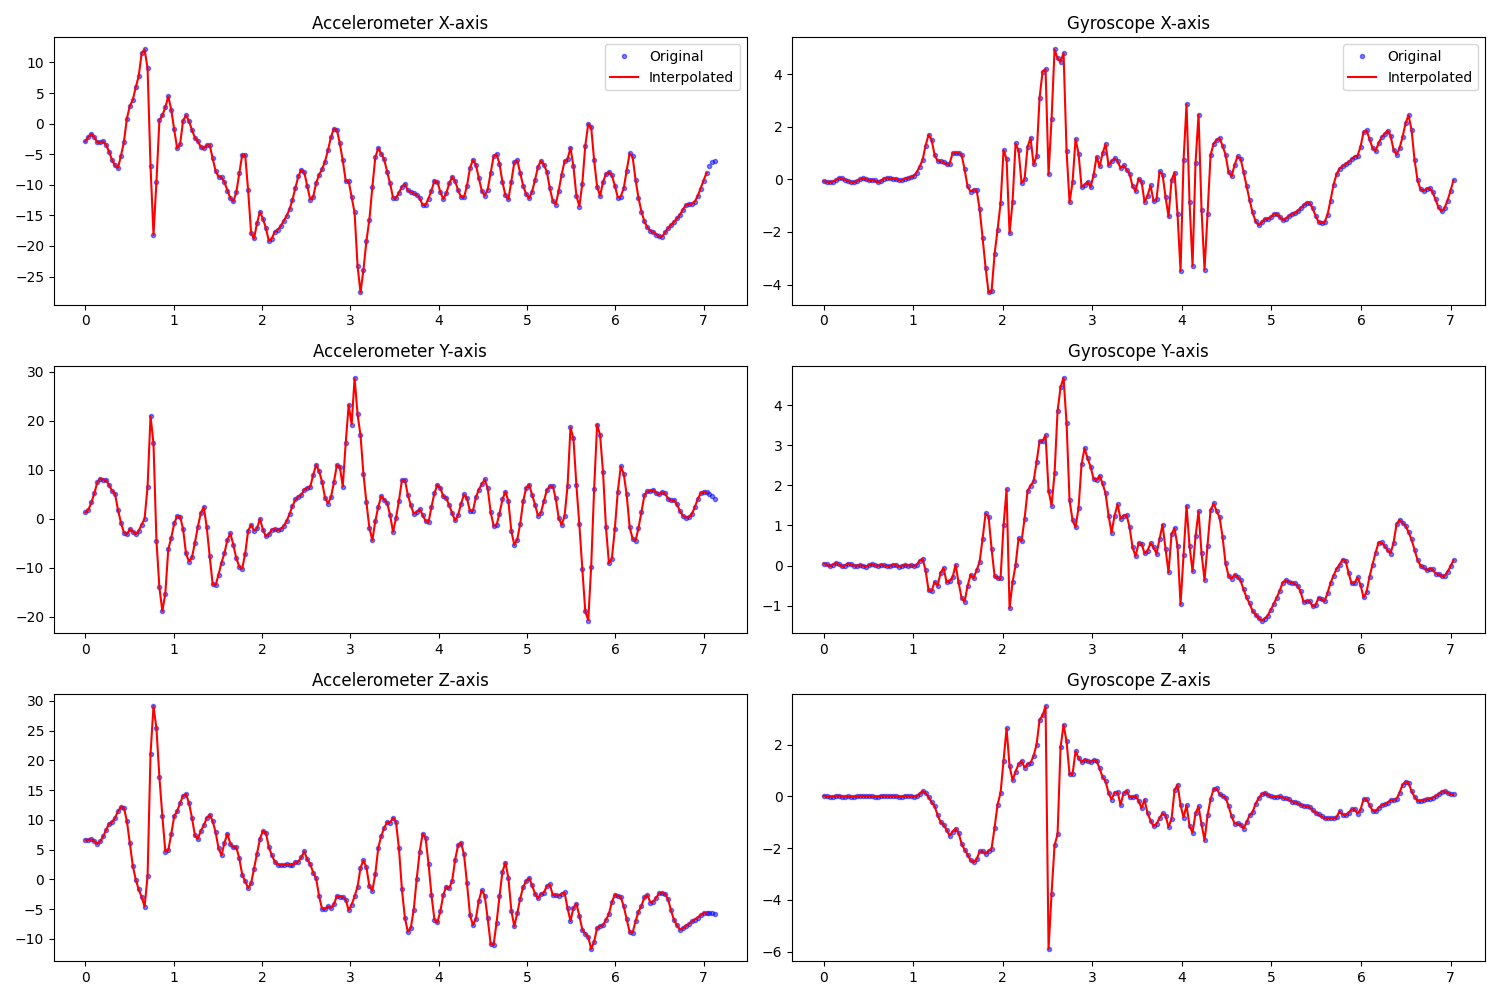 Accelerometer X-axis
10
5
0
−5
−10
−15
−20
−25
0 1 2 3 4 5 6 7
Original
Interpolated
Gyroscope X-axis
4
2
0
−2
−4
0 1 2 3 4 5 6 7
Original
Interpolated
Accelerometer Y-axis
30
20
10
0
−10
−20
0 1 2 3 4 5 6 7
Gyroscope Y-axis
4
3
2
1
0
−1
0 1 2 3 4 5 6 7
Accelerometer Z-axis
30
25
20
15
10
5
0
−5
−10
0 1 2 3 4 5 6 7
Gyroscope Z-axis
2
0
−2
−4
−6
0 1 2 3 4 5 6 7